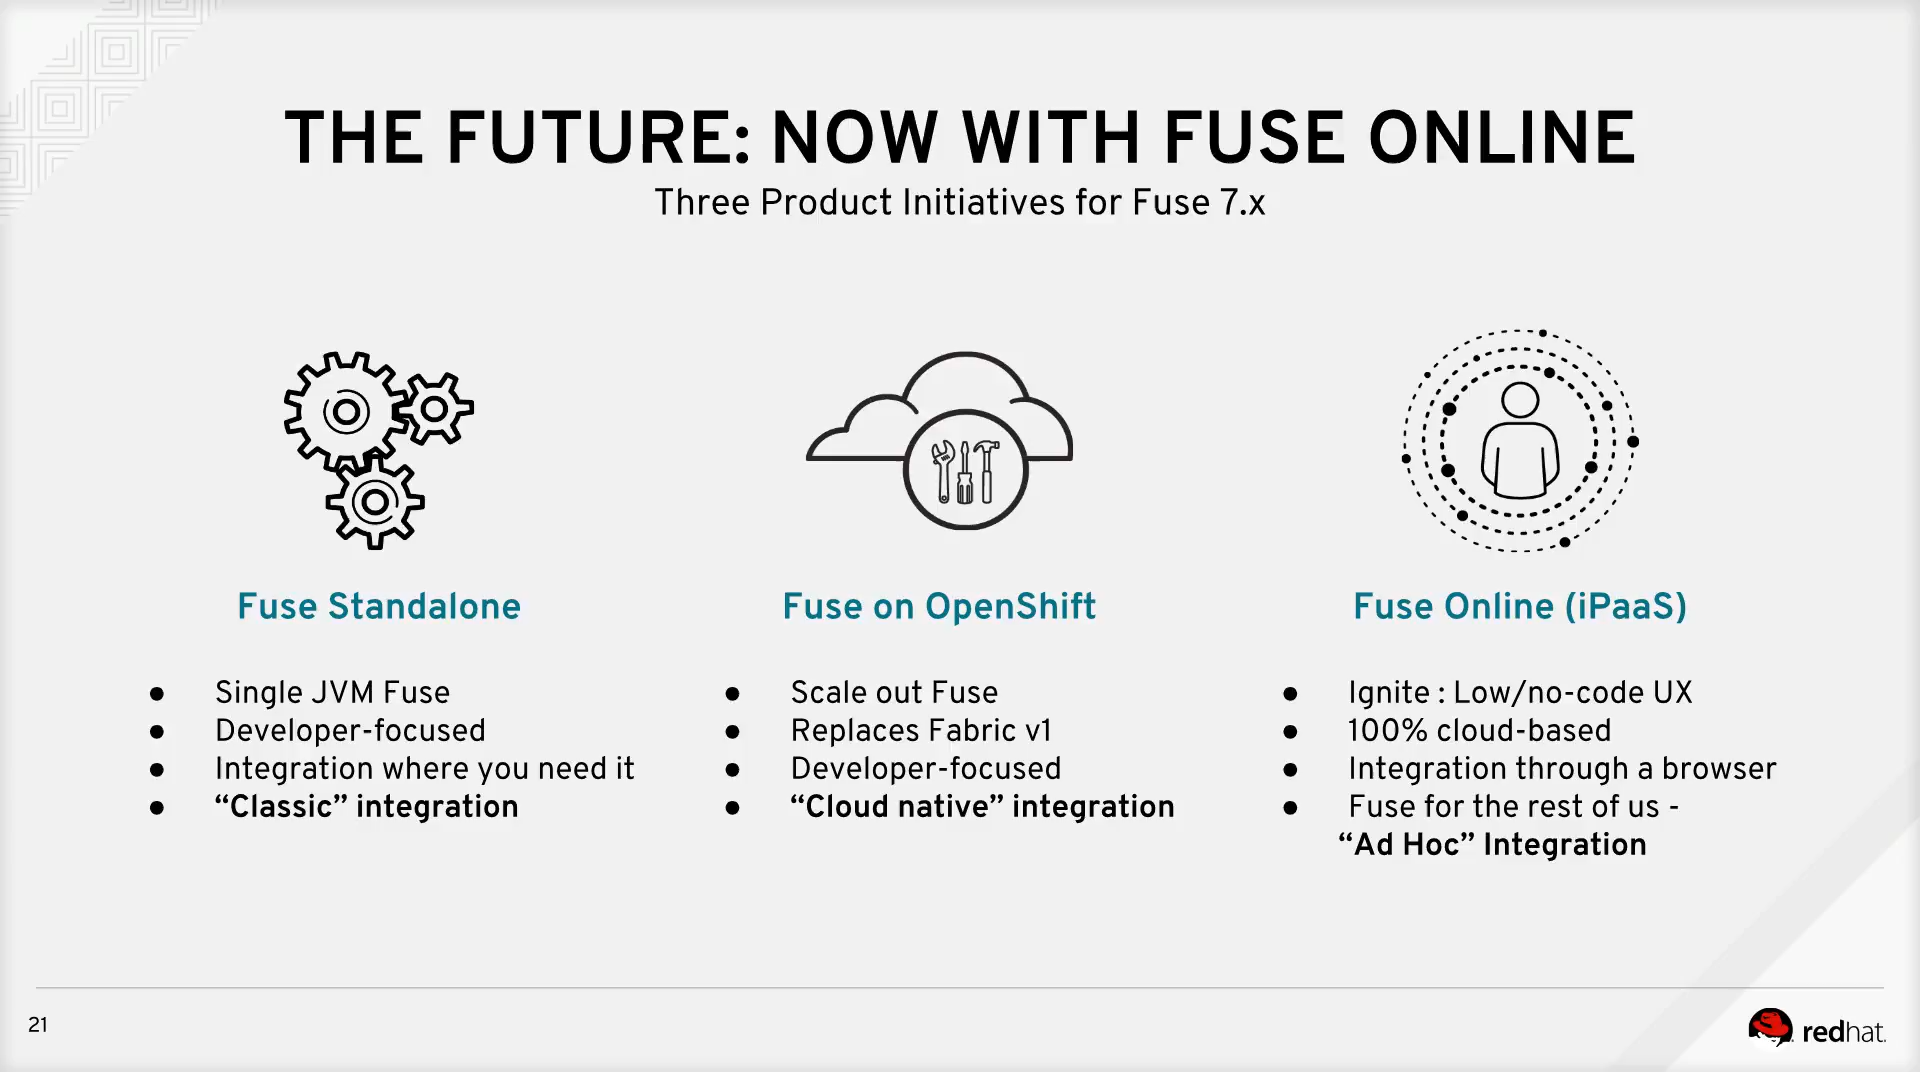 THE FUTURE: NOW WITH FUSE ONLINE
Three Product Initiatives for Fuse 7.x
Fuse Standalone
● Single JVM Fuse
● Developer-focused
● Integration where you need it
● “Classic” integration
Fuse on OpenShift
● Scale out Fuse
● Replaces Fabric v1
● Developer-focused
● “Cloud native” integration
Fuse Online (iPaaS)
● Ignite : Low/no-code UX
● 100% cloud-based
● Integration through a browser
● Fuse for the rest of us -
“Ad Hoc” Integration
21
redhat.